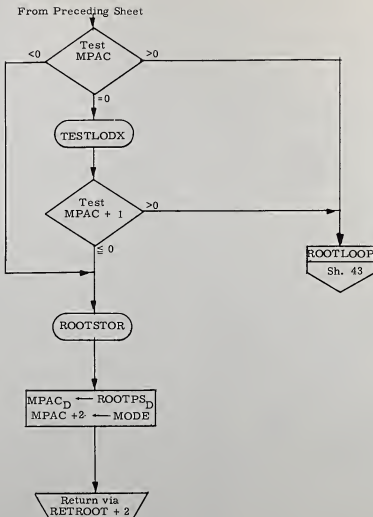 From Preceding Sheet
<0
Test
MPAC
>0
=0
TESTLODX
Test
MPAC + 1
>0
≤ 0
ROOTLOOP
Sh. 43
ROOTSTOR
MPAC_D ← ROOTPS_D
MPAC +2 ← MODE
Return via
RETROOT + 2